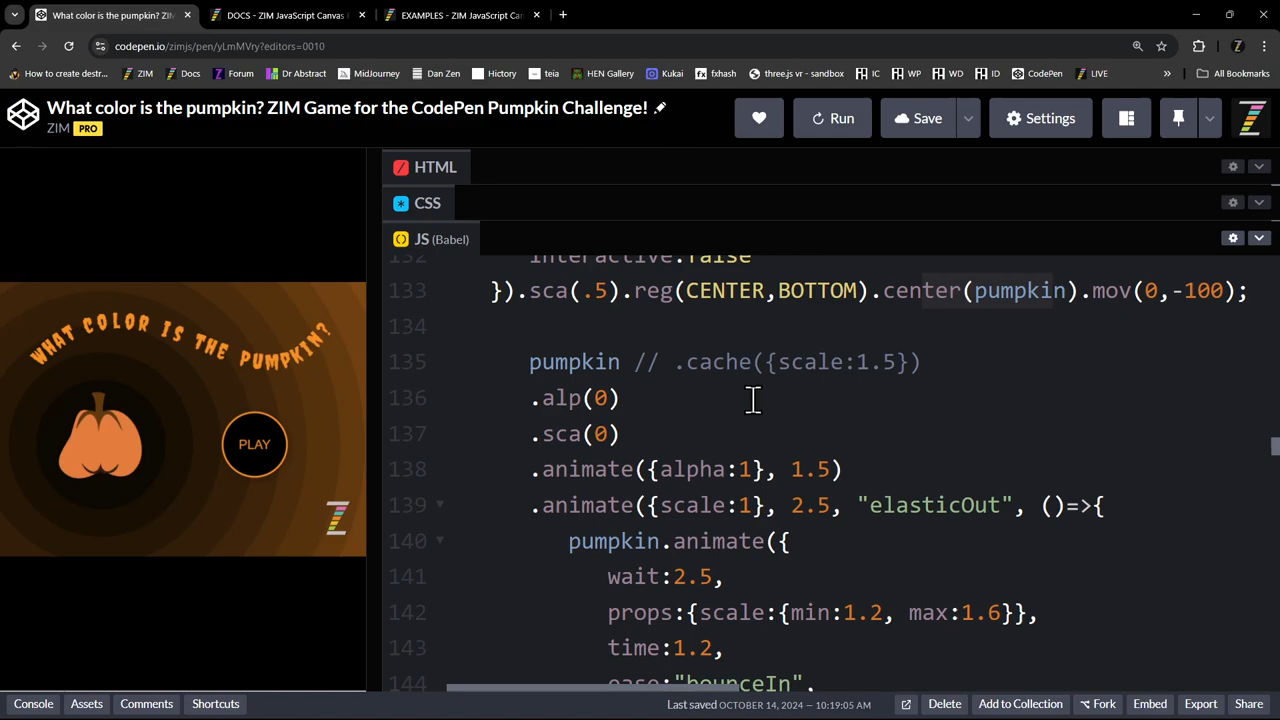 What color is the pumpkin? Z
DOCS - ZIM JavaScript Canvas
EXAMPLES - ZIM JavaScript Can
codepen.io/zimjs/pen/yLmMVry?editors=0010
How to create destr...
ZIM
Docs
Forum
Dr Abstract
MidJourney
Dan Zen
Hictory
teia
HEN Gallery
Kukai
fx fxhash
three.js vr - sandbox
IC
WP
WD
ID
CodePen
LIVE
»
All Bookmarks
What color is the pumpkin? ZIM Game for the CodePen Pumpkin Challenge!
ZIM PRO
Run
Save
Settings
HTML
CSS
JS (Babel)
WHAT COLOR IS THE PUMPKIN?
PLAY
132 interactive:false
133 }).sca(.5).reg(CENTER,BOTTOM).center(pumpkin).mov(0,-100);
134
135 pumpkin // .cache({scale:1.5})
136 .alp(0)
137 .sca(0)
138 .animate({alpha:1}, 1.5)
139 .animate({scale:1}, 2.5, "elasticOut", ()=>{
140 pumpkin.animate({
141 wait:2.5,
142 props:{scale:{min:1.2, max:1.6}},
143 time:1.2,
144 ease:"bounceIn",
Console
Assets
Comments
Shortcuts
Last saved OCTOBER 14, 2024 — 10:19:05 AM
Delete
Add to Collection
Fork
Embed
Export
Share